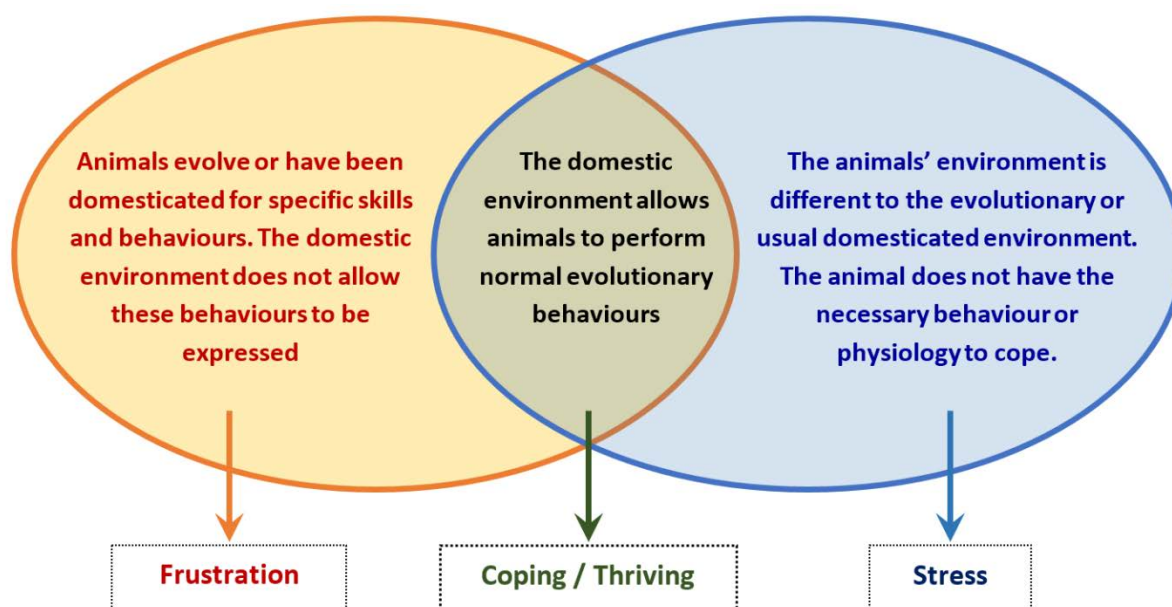 Animals evolve or have been
domesticated for specific skills
and behaviours. The domestic
environment does not allow
these behaviours to be
expressed
The domestic
environment allows
animals to perform
normal evolutionary
behaviours
The animals’ environment is
different to the evolutionary or
usual domesticated environment.
The animal does not have the
necessary behaviour or
physiology to cope.
Frustration
Coping / Thriving
Stress